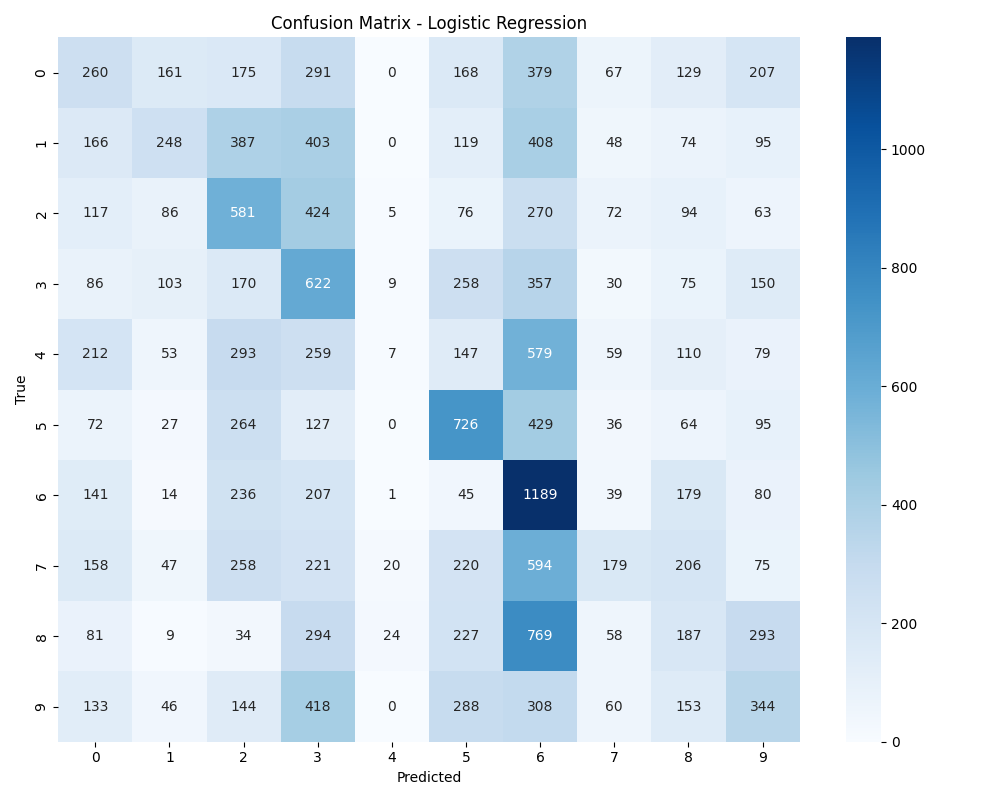 Confusion Matrix - Logistic Regression
0 260 161 175 291 0 168 379 67 129 207
1 166 248 387 403 0 119 408 48 74 95
2 117 86 581 424 5 76 270 72 94 63
3 86 103 170 622 9 258 357 30 75 150
4 212 53 293 259 7 147 579 59 110 79
5 72 27 264 127 0 726 429 36 64 95
6 141 14 236 207 1 45 1189 39 179 80
7 158 47 258 221 20 220 594 179 206 75
8 81 9 34 294 24 227 769 58 187 293
9 133 46 144 418 0 288 308 60 153 344
0 1 2 3 4 5 6 7 8 9
Predicted
True
1000
800
600
400
200
0